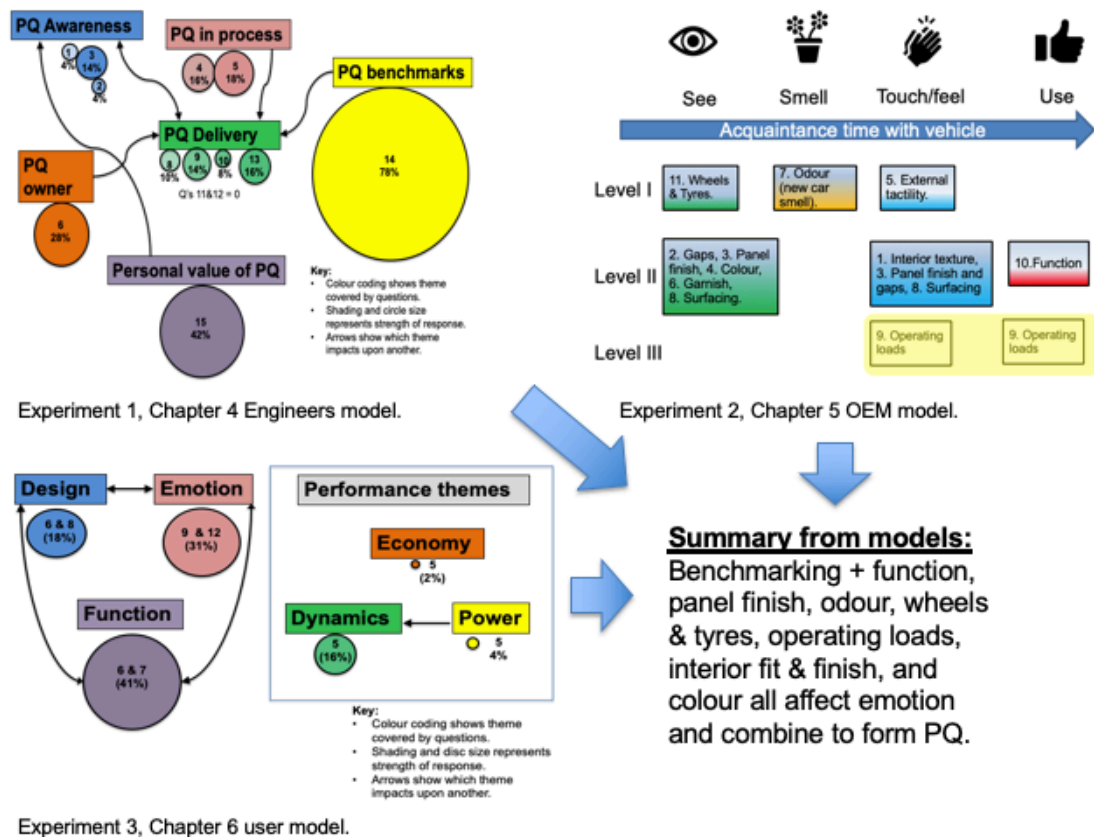 PQ Awareness
1
4%
3
14%
2
4%
PQ in process
4
16%
5
18%
PQ benchmarks
14
78%
PQ Delivery
8
10%
9
14%
10
8%
13
16%
Q's 11&12 = 0
PQ
owner
6
28%
Personal value of PQ
15
42%
Key:
• Colour coding shows theme
covered by questions.
• Shading and circle size
represents strength of response.
• Arrows show which theme
impacts upon another.
Experiment 1, Chapter 4 Engineers model.
See
Smell
Touch/feel
Use
Acquaintance time with vehicle
Level I
11. Wheels
& Tyres.
7. Odour
(new car
smell).
5. External
tactility.
Level II
2. Gaps, 3. Panel
finish, 4. Colour,
6. Garnish,
8. Surfacing.
1. Interior texture,
3. Panel finish and
gaps, 8. Surfacing
10.Function
Level III
9. Operating
loads
9. Operating
loads
Experiment 2, Chapter 5 OEM model.
Design
6 & 8
(18%)
Emotion
9 & 12
(31%)
Function
6 & 7
(41%)
Performance themes
Economy
5
(2%)
Dynamics
5
(16%)
Power
5
4%
Key:
• Colour coding shows theme
covered by questions.
• Shading and disc size represents
strength of response.
• Arrows show which theme
impacts upon another.
Experiment 3, Chapter 6 user model.
Summary from models:
Benchmarking + function,
panel finish, odour, wheels
& tyres, operating loads,
interior fit & finish, and
colour all affect emotion
and combine to form PQ.